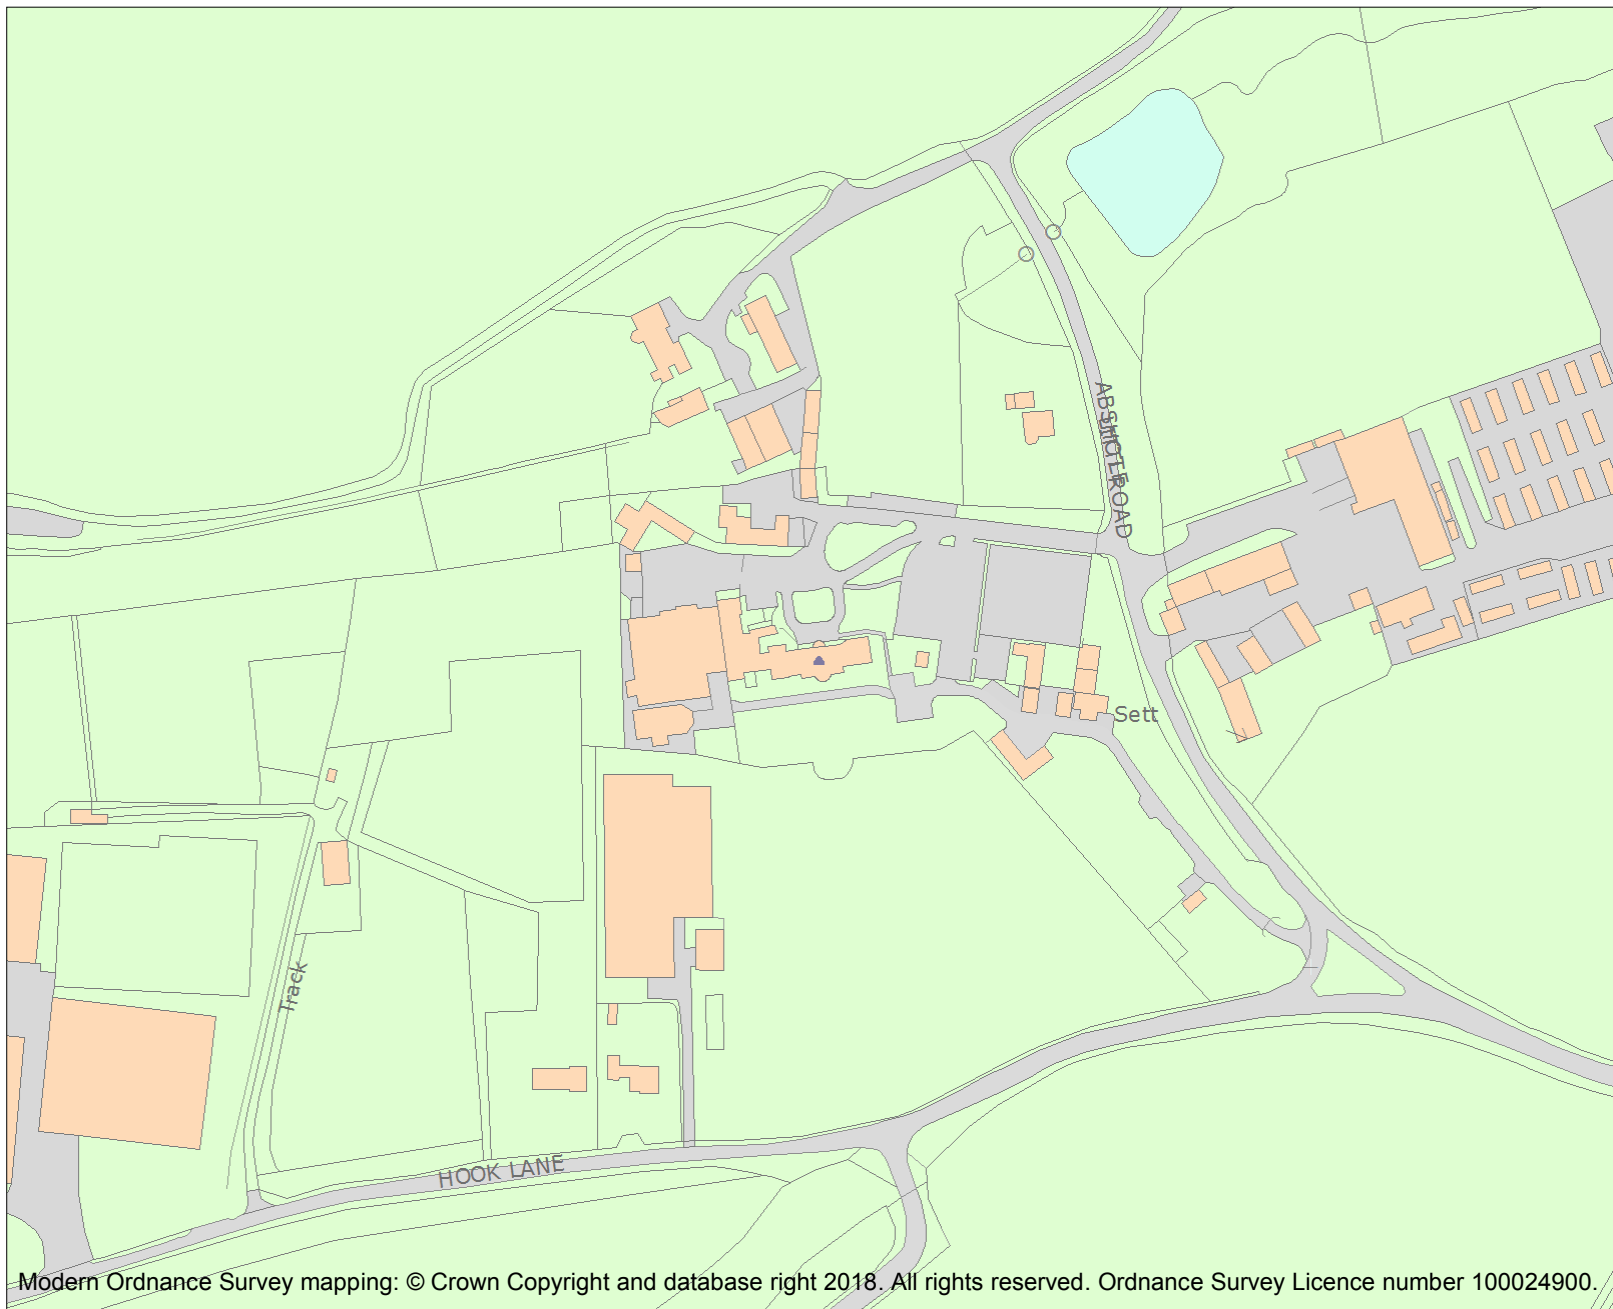 ABSHOT ROAD
Sett
Track
HOOK LANE
Modern Ordnance Survey mapping: © Crown Copyright and database right 2018. All rights reserved. Ordnance Survey Licence number 100024900.